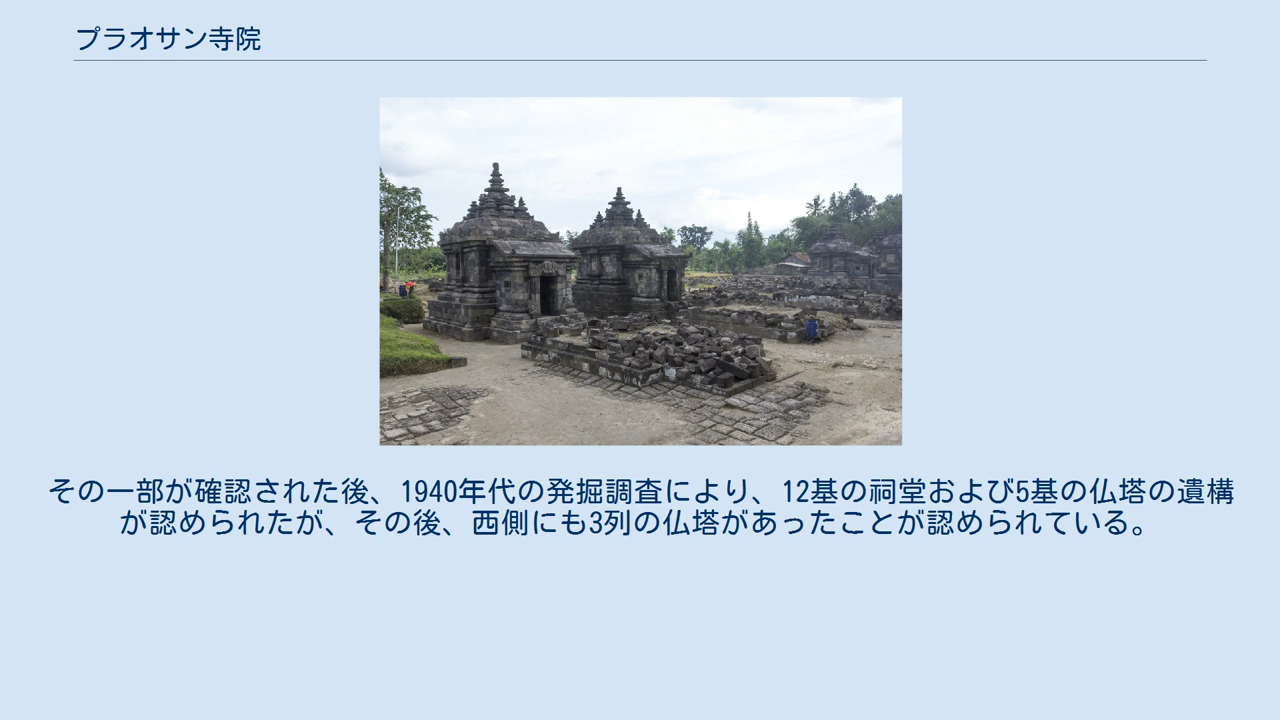 プラオサン寺院
その一部が確認された後、1940年代の発掘調査により、12基の祠堂および5基の仏塔の遺構
が認められたが、その後、西側にも3列の仏塔があったことが認められている。